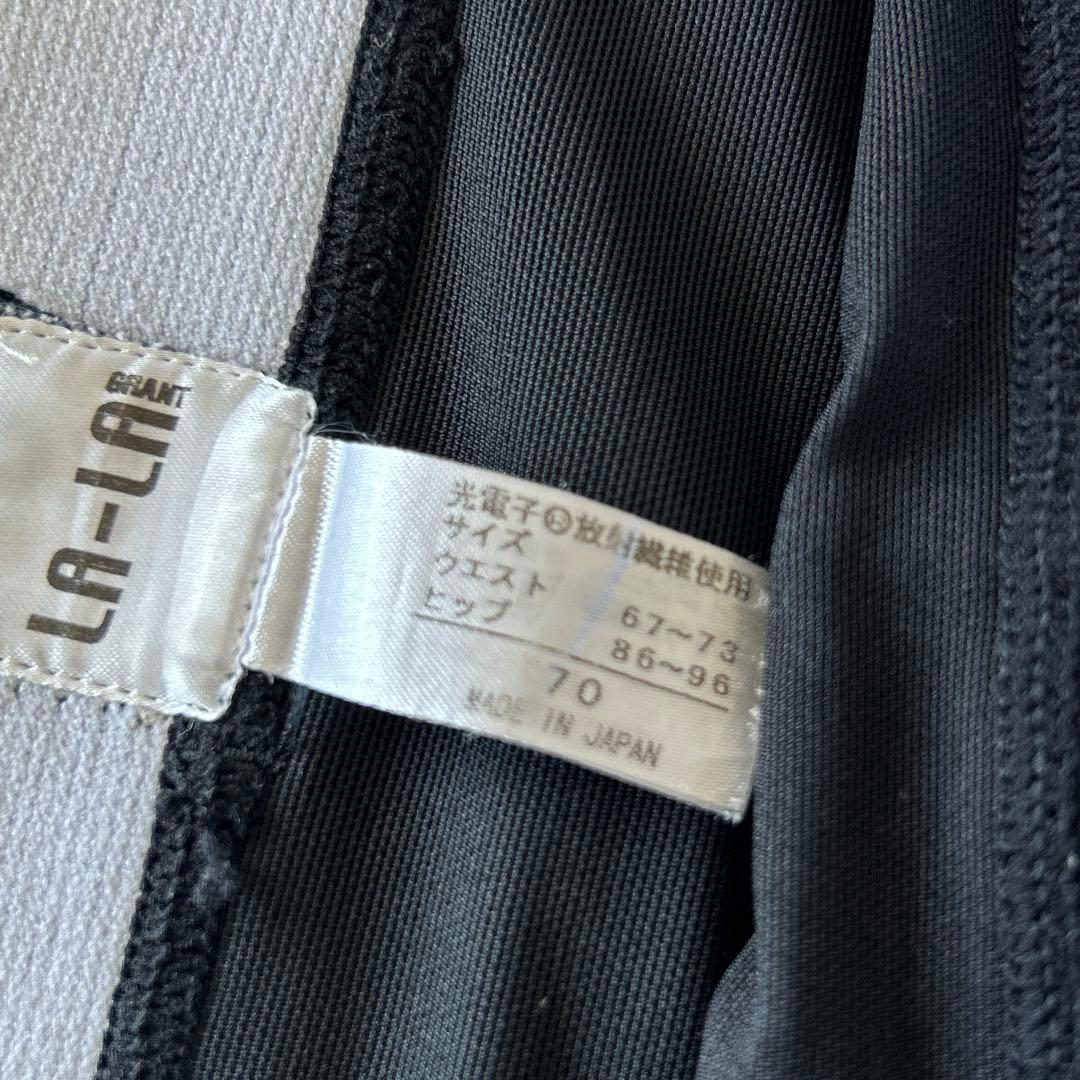 GRANT
LA-LA
光電子®放射繊維使用
サイズ
ウエスト 67〜73
ヒップ 86〜96
70
MADE IN JAPAN